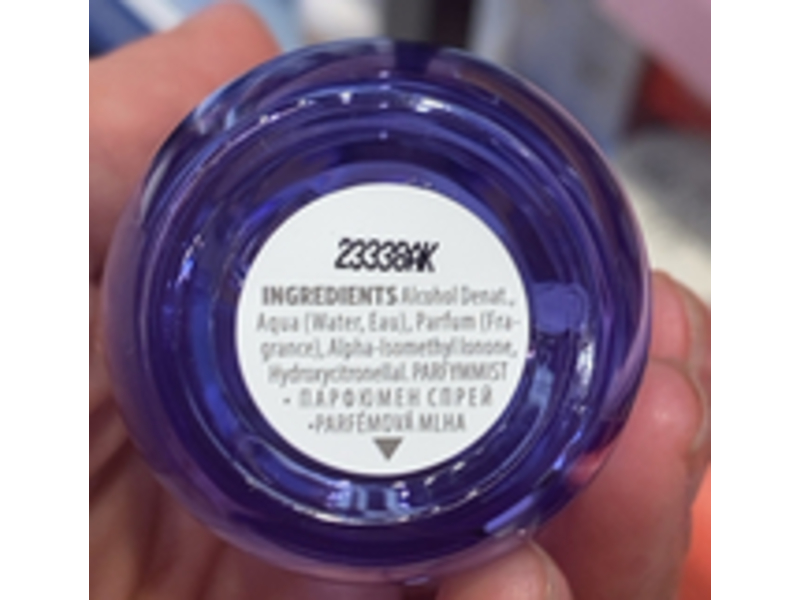 23338AK
INGREDIENTS Alcohol Denat.,
Aqua (Water, Eau), Parfum (Fra-
grance), Alpha-Isomethyl Ionone,
Hydroxycitronellal. PARFYMMIST
• ПАРФЮМЕН СПРЕЙ
•PARFÉMOVÁ MLHA